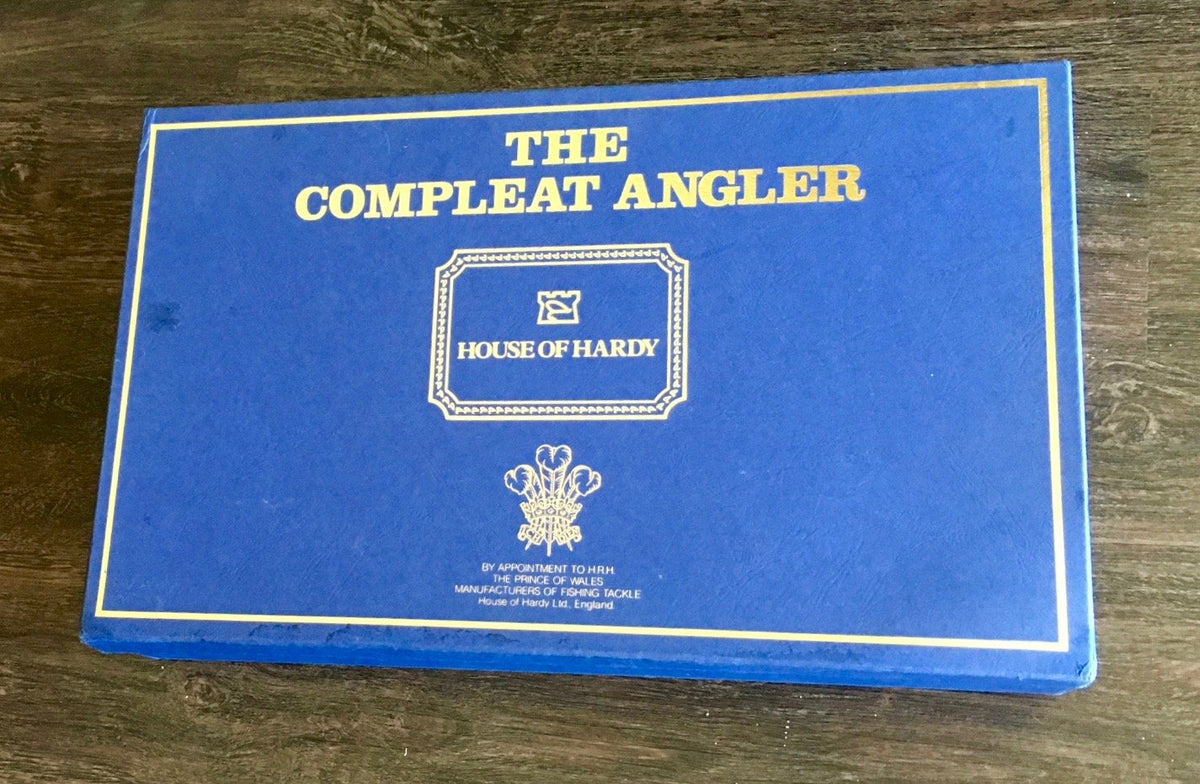 THE
COMPLEAT ANGLER
HOUSE OF HARDY
BY APPOINTMENT TO H.R.H.
THE PRINCE OF WALES
MANUFACTURERS OF FISHING TACKLE
House of Hardy Ltd., England.